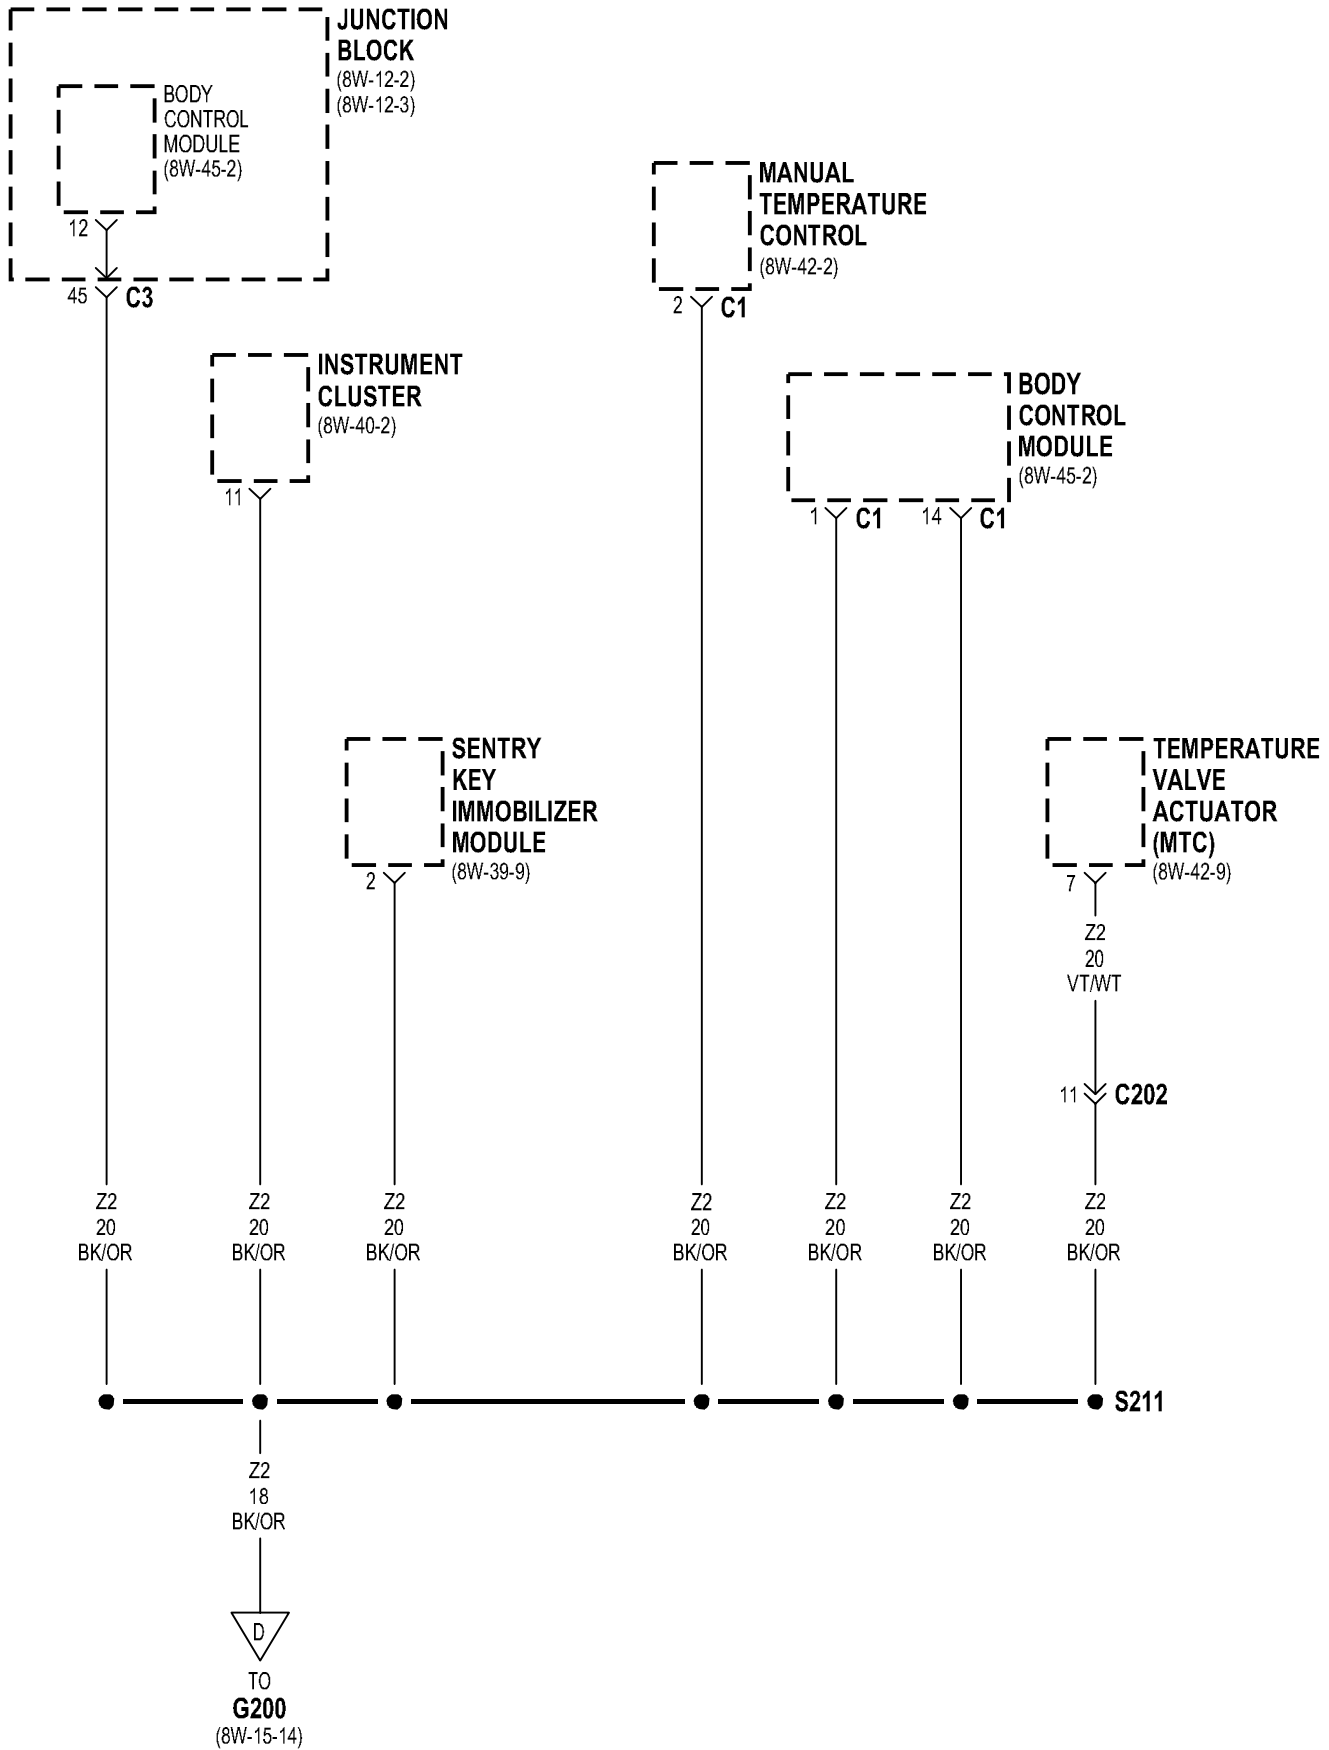 JUNCTION
BLOCK
(8W-12-2)
(8W-12-3)
BODY
CONTROL
MODULE
(8W-45-2)
12
45
C3
MANUAL
TEMPERATURE
CONTROL
(8W-42-2)
2
C1
INSTRUMENT
CLUSTER
(8W-40-2)
11
BODY
CONTROL
MODULE
(8W-45-2)
1
C1
14
C1
SENTRY
KEY
IMMOBILIZER
MODULE
(8W-39-9)
2
TEMPERATURE
VALVE
ACTUATOR
(MTC)
(8W-42-9)
7
Z2
20
VT/WT
11
C202
Z2
20
BK/OR
Z2
20
BK/OR
Z2
20
BK/OR
Z2
20
BK/OR
Z2
20
BK/OR
Z2
20
BK/OR
Z2
20
BK/OR
S211
Z2
18
BK/OR
D
TO
G200
(8W-15-14)